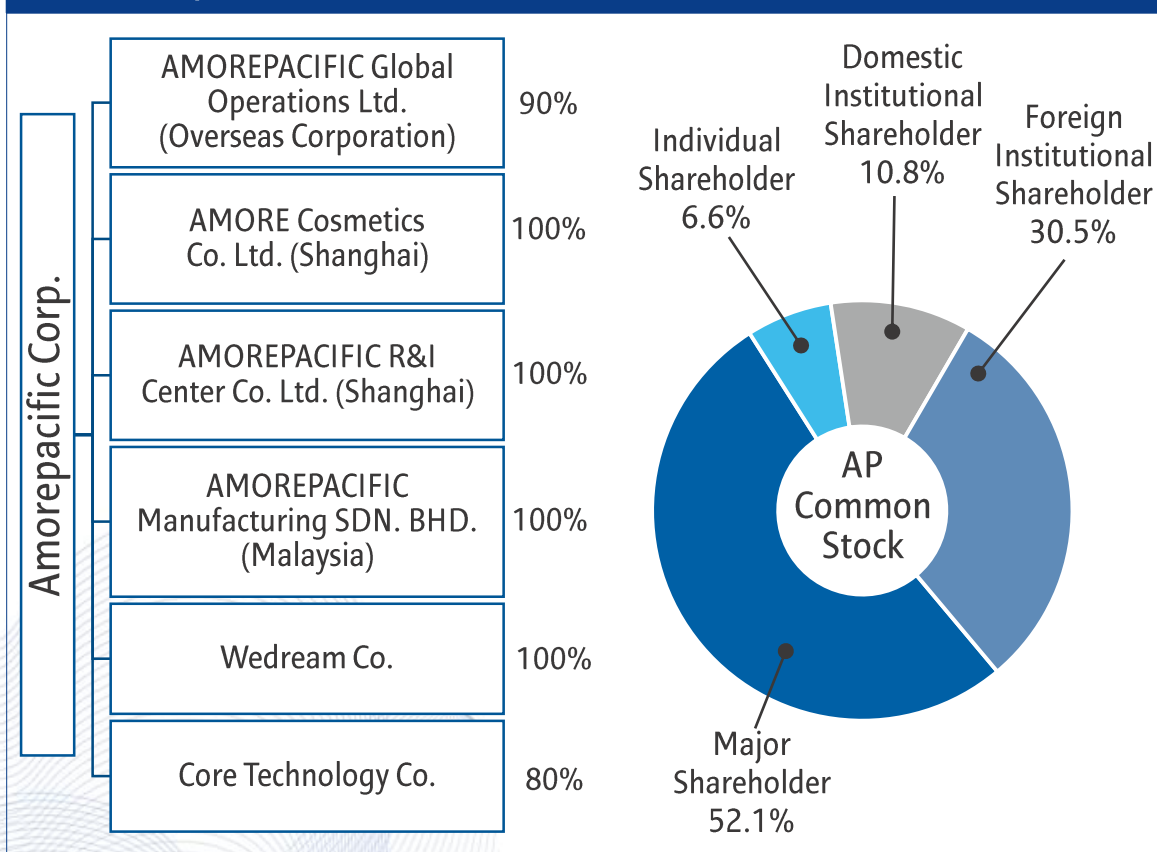 Amorepacific Corp.
AMOREPACIFIC Global
Operations Ltd.
(Overseas Corporation)
90%
AMORE Cosmetics
Co. Ltd. (Shanghai)
100%
AMOREPACIFIC R&I
Center Co. Ltd. (Shanghai)
100%
AMOREPACIFIC
Manufacturing SDN. BHD.
(Malaysia)
100%
Wedream Co.
100%
Core Technology Co.
80%
Individual
Shareholder
6.6%
Domestic
Institutional
Shareholder
10.8%
Foreign
Institutional
Shareholder
30.5%
AP
Common
Stock
Major
Shareholder
52.1%